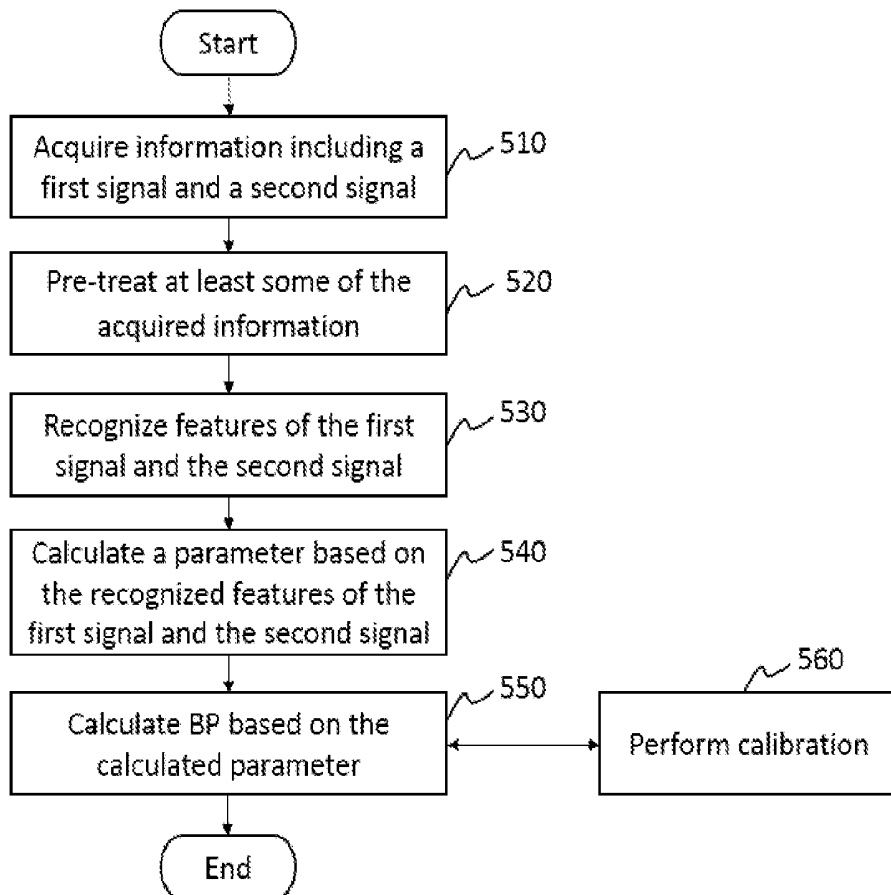 Start
Acquire information including a
first signal and a second signal
510
Pre-treat at least some of the
acquired information
520
Recognize features of the first
signal and the second signal
530
Calculate a parameter based on
the recognized features of the
first signal and the second signal
540
Calculate BP based on the
calculated parameter
550
Perform calibration
560
End